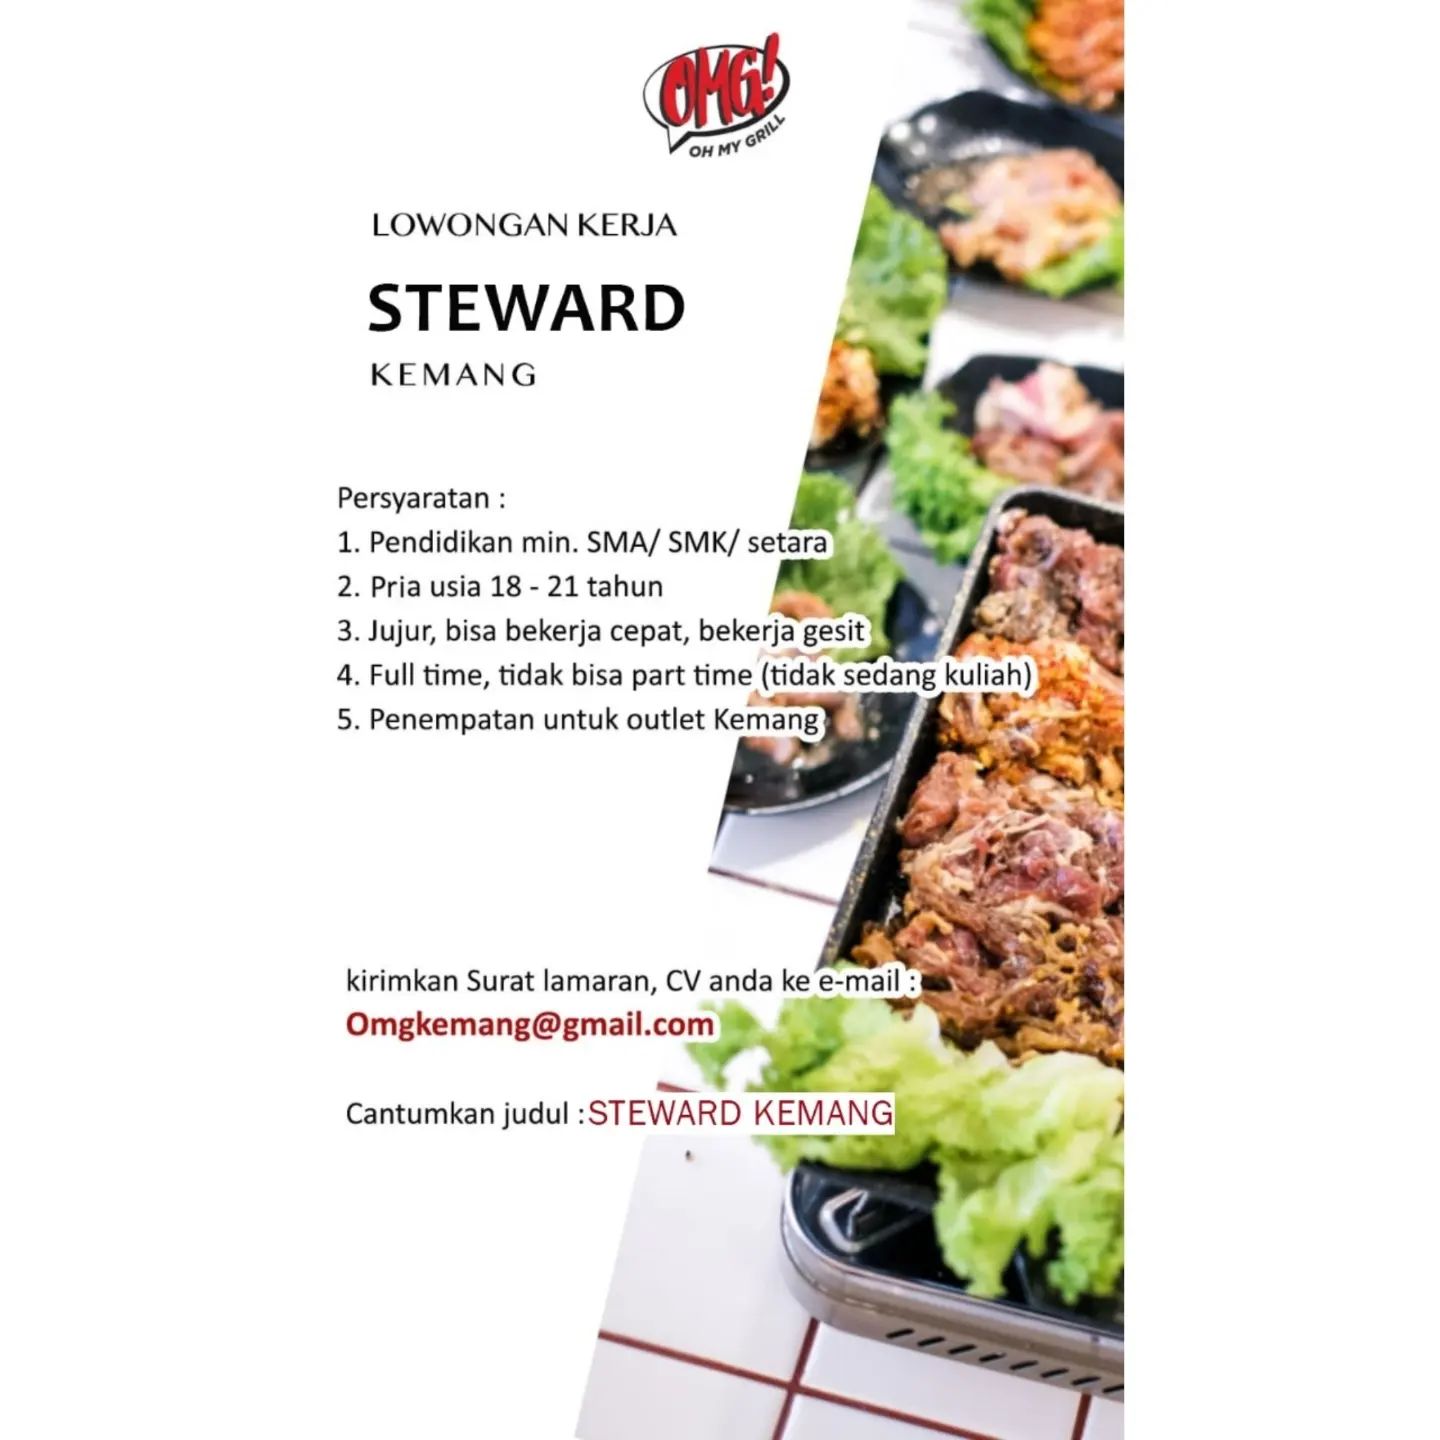 OMG!
OH MY GRILL
LOWONGAN KERJA
STEWARD
KEMANG
Persyaratan :
1. Pendidikan min. SMA/ SMK/ setara
2. Pria usia 18 - 21 tahun
3. Jujur, bisa bekerja cepat, bekerja gesit
4. Full time, tidak bisa part time (tidak sedang kuliah)
5. Penempatan untuk outlet Kemang
kirimkan Surat lamaran, CV anda ke e-mail :
Omgkemang@gmail.com
Cantumkan judul :STEWARD KEMANG